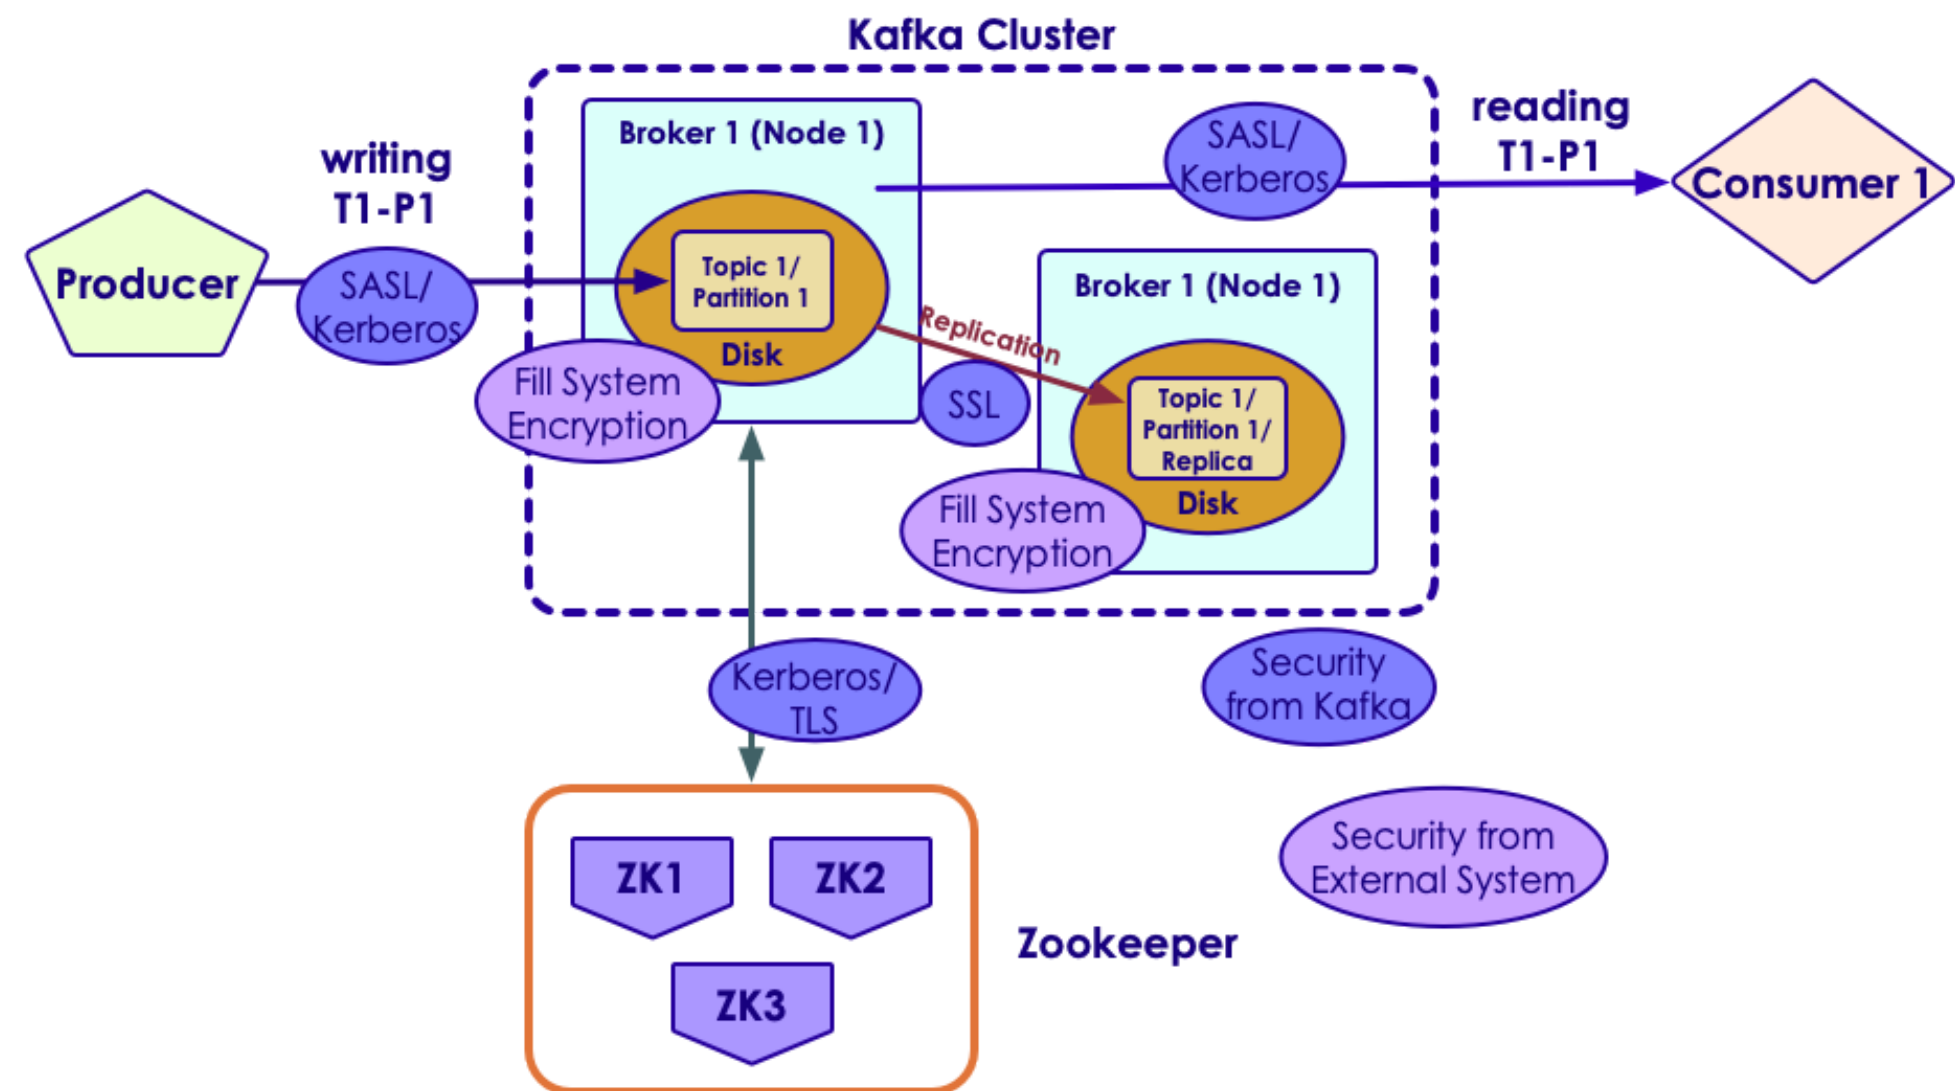 Kafka Cluster
writing
T1-P1
Producer
SASL/
Kerberos
Broker 1 (Node 1)
Topic 1/
Partition 1
Disk
Fill System
Encryption
SASL/
Kerberos
reading
T1-P1
Consumer 1
Replication
SSL
Broker 1 (Node 1)
Topic 1/
Partition 1/
Replica
Disk
Fill System
Encryption
Kerberos/
TLS
Security
from Kafka
Security from
External System
ZK1
ZK2
ZK3
Zookeeper